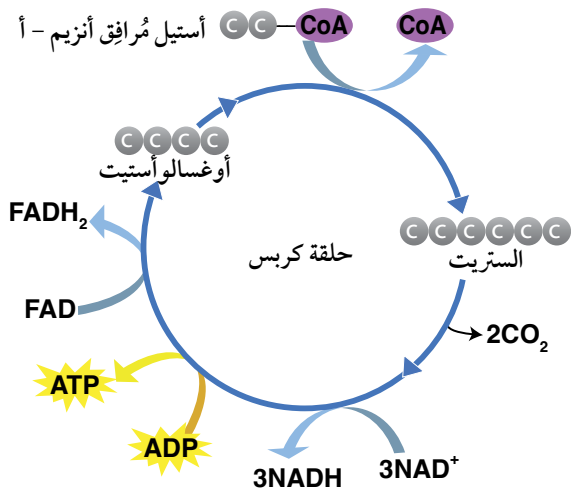 أستيل مُرافِق أنزيم – أ
C C CoA
CoA
C C C C
أوغسالوأستيت
C C C C C C
الستريت
حلقة كربس
FADH₂
FAD
2CO₂
ATP
ADP
3NADH
3NAD⁺